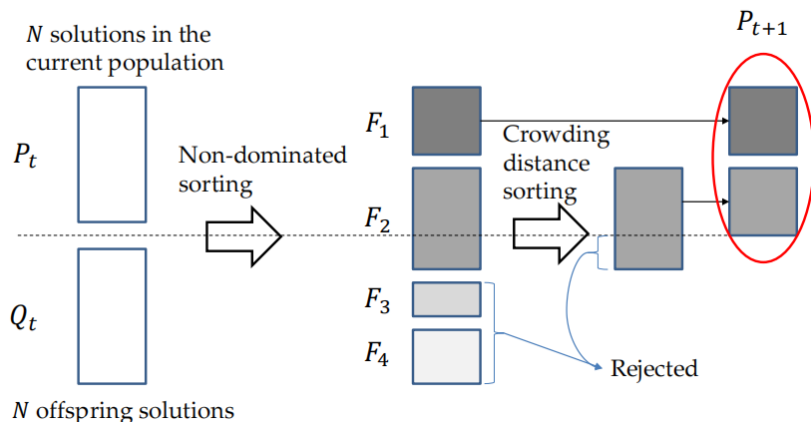 N solutions in the
current population
P_t
Q_t
N offspring solutions
Non-dominated
sorting
F_1
F_2
F_3
F_4
Crowding
distance
sorting
Rejected
P_{t+1}